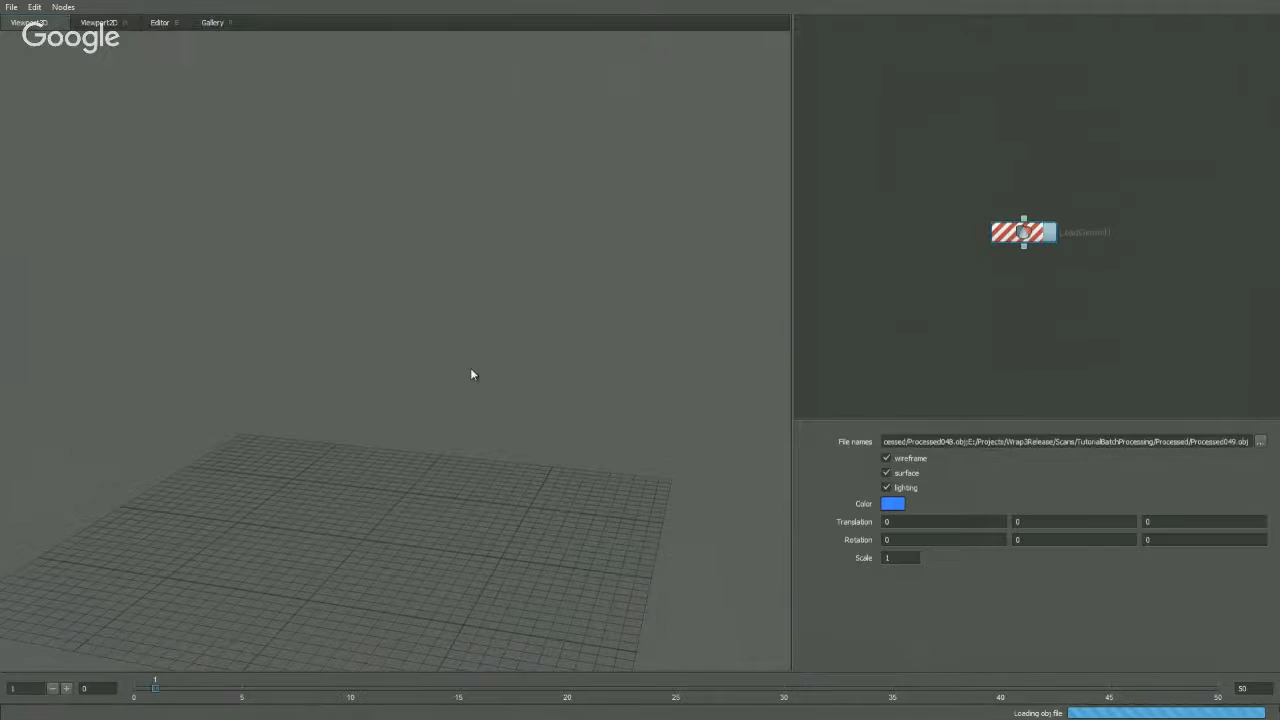 File Edit Nodes
Viewport3D Viewport2D Editor E Gallery
Google
File names cessed/Processed048.obj;E:/Projects/Wrap3Release/Scans/TutorialBatchProcessing/Processed/Processed049.obj ...
wireframe
surface
lighting
Color
Translation 0 0 0
Rotation 0 0 0
Scale 1
1
1 0 0 5 10 15 20 25 30 35 40 45 50 50
Loading obj file